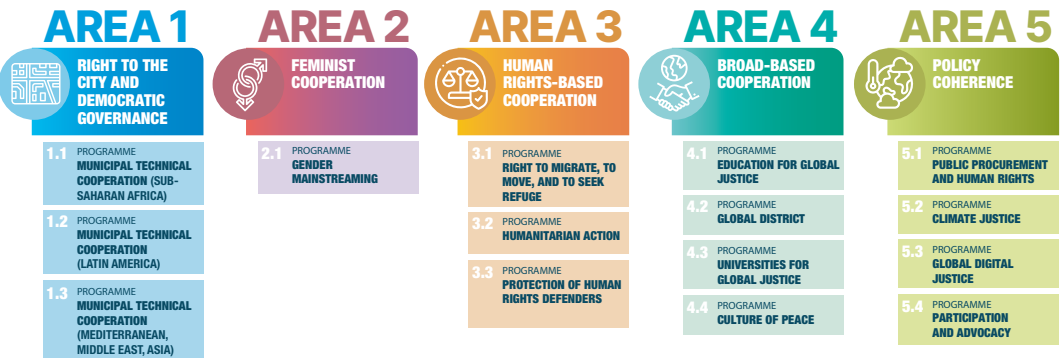 AREA 1
RIGHT TO THE
CITY AND
DEMOCRATIC
GOVERNANCE
1.1 PROGRAMME
MUNICIPAL TECHNICAL
COOPERATION (SUB-
SAHARAN AFRICA)
1.2 PROGRAMME
MUNICIPAL TECHNICAL
COOPERATION
(LATIN AMERICA)
1.3 PROGRAMME
MUNICIPAL TECHNICAL
COOPERATION
(MEDITERRANEAN,
MIDDLE EAST, ASIA)
AREA 2
FEMINIST
COOPERATION
2.1 PROGRAMME
GENDER
MAINSTREAMING
AREA 3
HUMAN
RIGHTS-BASED
COOPERATION
3.1 PROGRAMME
RIGHT TO MIGRATE, TO
MOVE, AND TO SEEK
REFUGE
3.2 PROGRAMME
HUMANITARIAN ACTION
3.3 PROGRAMME
PROTECTION OF HUMAN
RIGHTS DEFENDERS
AREA 4
BROAD-BASED
COOPERATION
4.1 PROGRAMME
EDUCATION FOR GLOBAL
JUSTICE
4.2 PROGRAMME
GLOBAL DISTRICT
4.3 PROGRAMME
UNIVERSITIES FOR
GLOBAL JUSTICE
4.4 PROGRAMME
CULTURE OF PEACE
AREA 5
POLICY
COHERENCE
5.1 PROGRAMME
PUBLIC PROCUREMENT
AND HUMAN RIGHTS
5.2 PROGRAMME
CLIMATE JUSTICE
5.3 PROGRAMME
GLOBAL DIGITAL
JUSTICE
5.4 PROGRAMME
PARTICIPATION
AND ADVOCACY